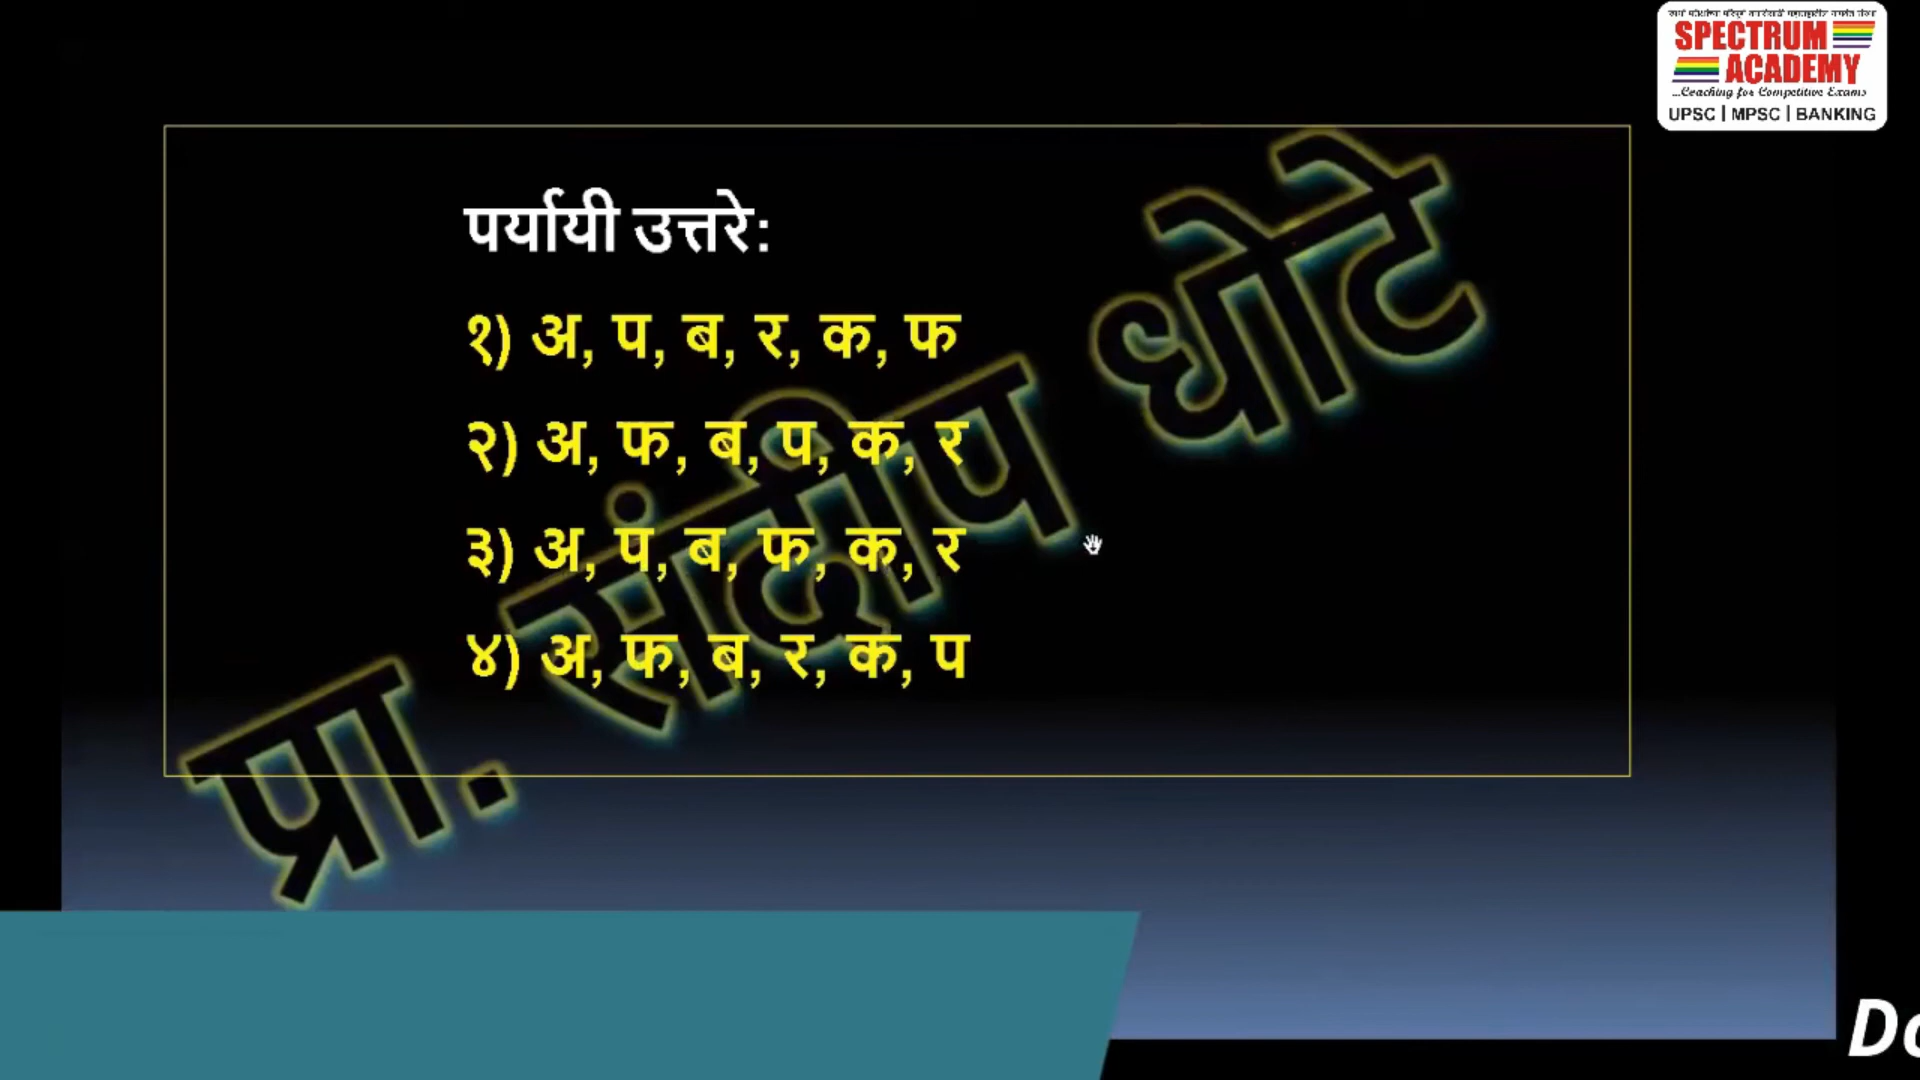 SPECTRUM
ACADEMY
...Coaching for Competitive Exams
UPSC | MPSC | BANKING
पर्यायी उत्तरे:
१) अ, प, ब, र, क, फ
२) अ, फ, ब, प, क, र
३) अ, प, ब, फ, क, र
४) अ, फ, ब, र, क, प
प्रा. संदीप धोटे